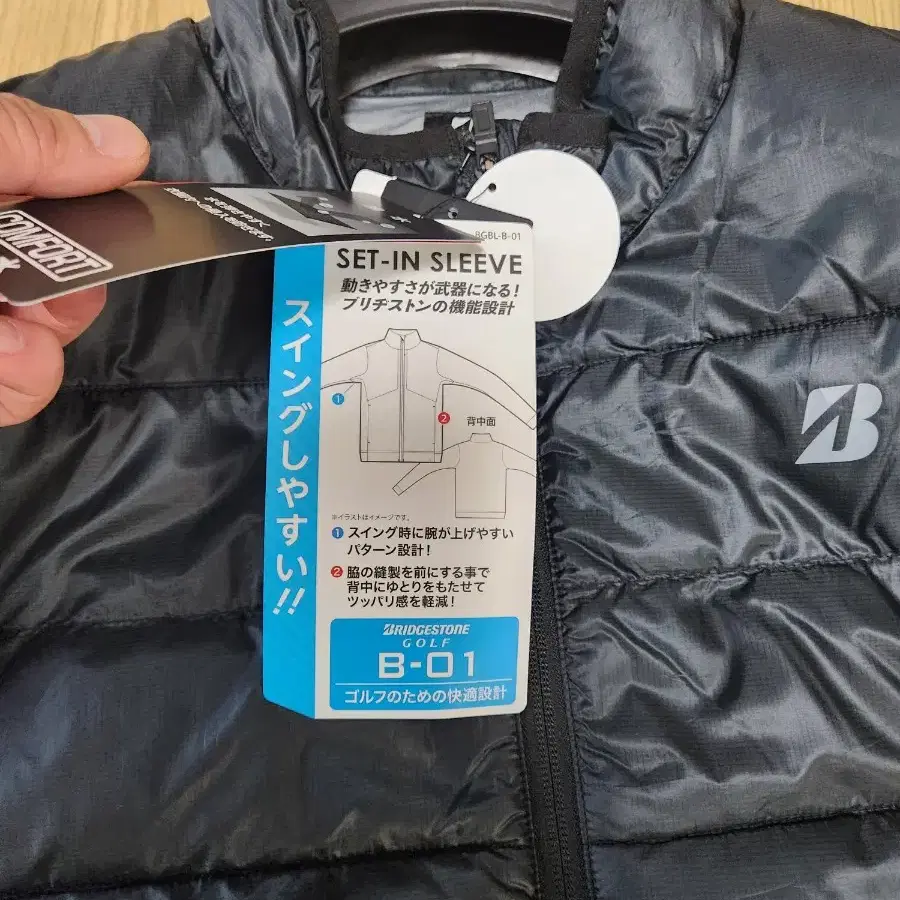 COMFORT
BGBL-B-01
SET-IN SLEEVE
動きやすさが武器になる!
ブリヂストンの機能設計
スイングしやすい!!
1
2
背中面
※イラストはイメージです。
1 スイング時に腕が上げやすい
パターン設計!
2 脇の縫製を前にする事で
背中にゆとりをもたせて
ツッパリ感を軽減!
BRIDGESTONE
GOLF
B-01
ゴルフのための快適設計
B